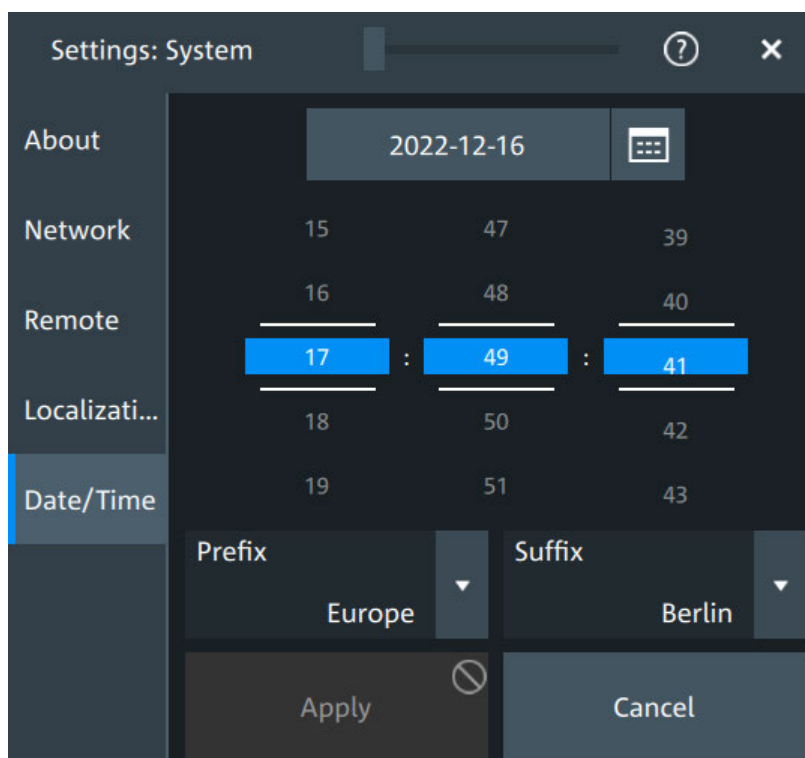 Settings: System ? ×
About
2022-12-16
Network
15 47 39
16 48 40
Remote
17 : 49 : 41
Localizati...
18 50 42
Date/Time
19 51 43
Prefix Suffix
Europe Berlin
Apply Cancel